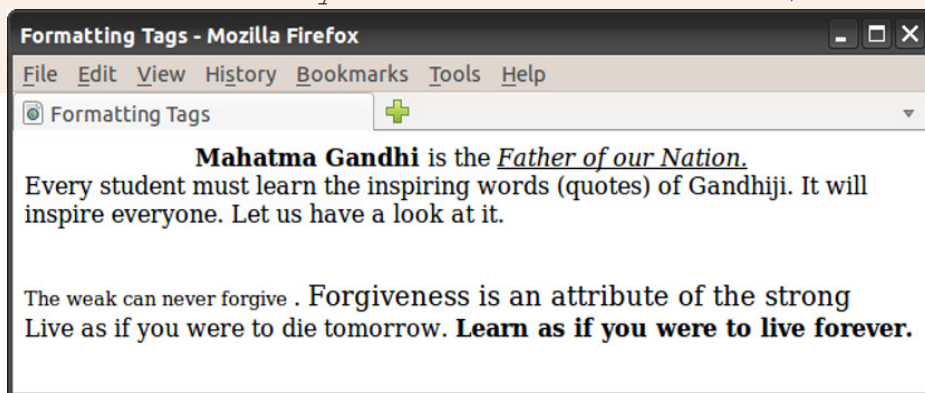 Formatting Tags - Mozilla Firefox
File Edit View History Bookmarks Tools Help
Formatting Tags
Mahatma Gandhi is the Father of our Nation.
Every student must learn the inspiring words (quotes) of Gandhiji. It will
inspire everyone. Let us have a look at it.
The weak can never forgive . Forgiveness is an attribute of the strong
Live as if you were to die tomorrow. Learn as if you were to live forever.